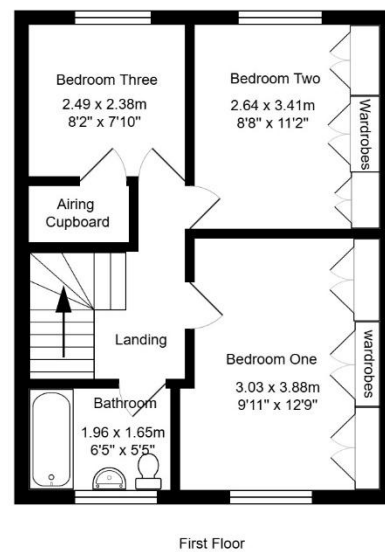 Bedroom Three
2.49 x 2.38m
8'2" x 7'10"
Bedroom Two
2.64 x 3.41m
8'8" x 11'2"
Wardrobes
Airing
Cupboard
Landing
Bedroom One
3.03 x 3.88m
9'11" x 12'9"
wardrobes
Bathroom
1.96 x 1.65m
6'5" x 5'5"
First Floor